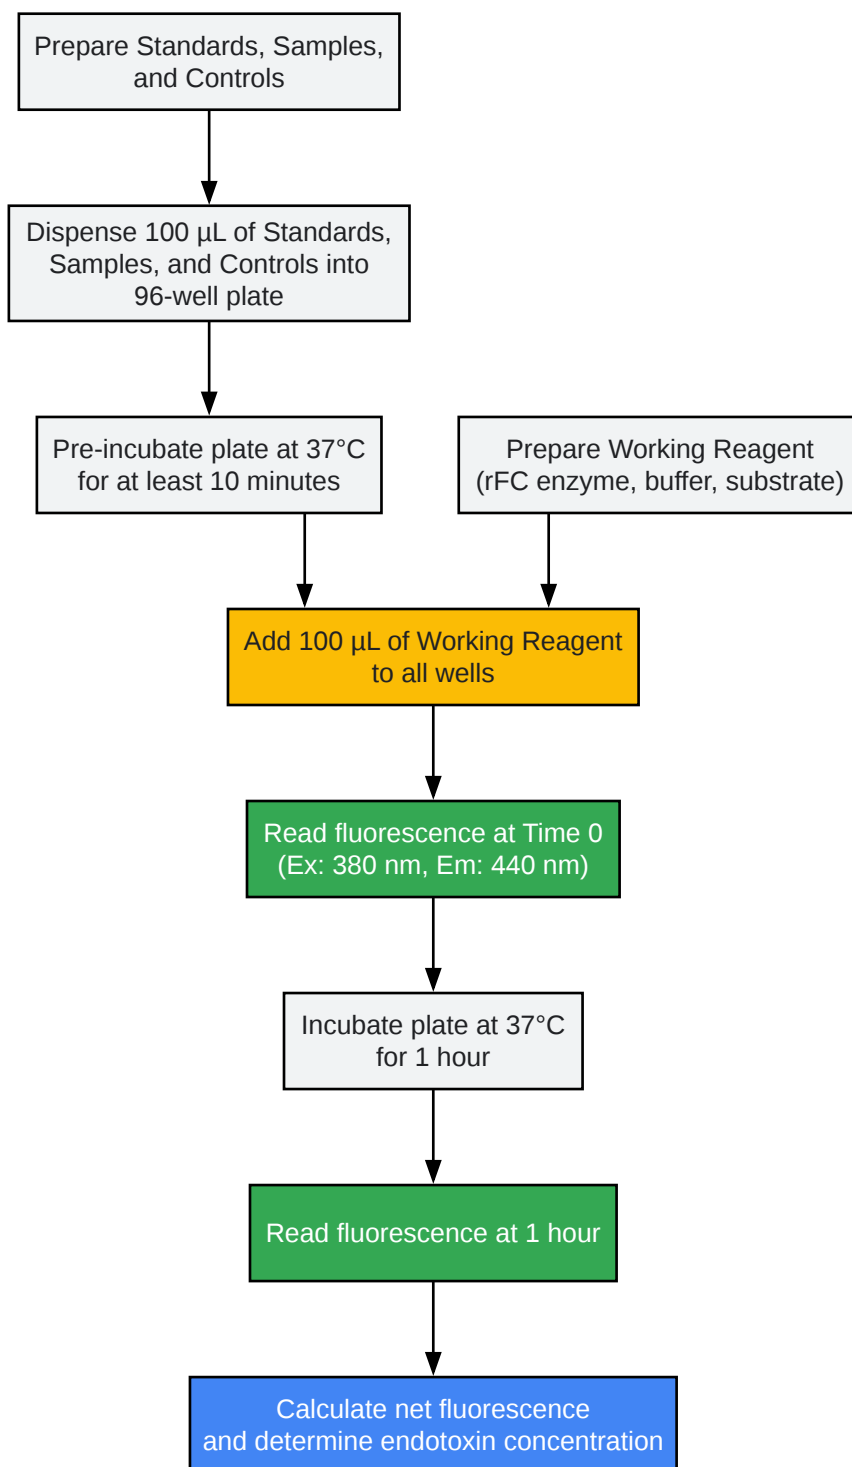 Prepare Standards, Samples,
and Controls
Dispense 100 µL of Standards,
Samples, and Controls into
96-well plate
Pre-incubate plate at 37°C
for at least 10 minutes
Prepare Working Reagent
(rFC enzyme, buffer, substrate)
Add 100 µL of Working Reagent
to all wells
Read fluorescence at Time 0
(Ex: 380 nm, Em: 440 nm)
Incubate plate at 37°C
for 1 hour
Read fluorescence at 1 hour
Calculate net fluorescence
and determine endotoxin concentration